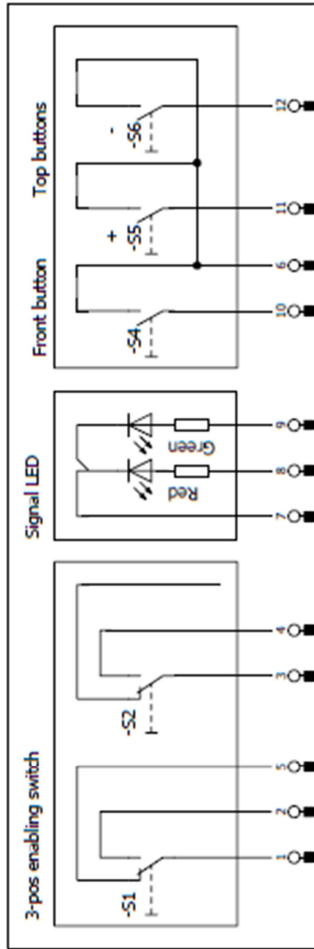 3-pos enabling switch
Signal LED
Front button
Top buttons
-S1
-S2
Red
Green
-S4
+
-S5
-
-S6
1
2
5
3
4
7
8
9
10
6
11
12